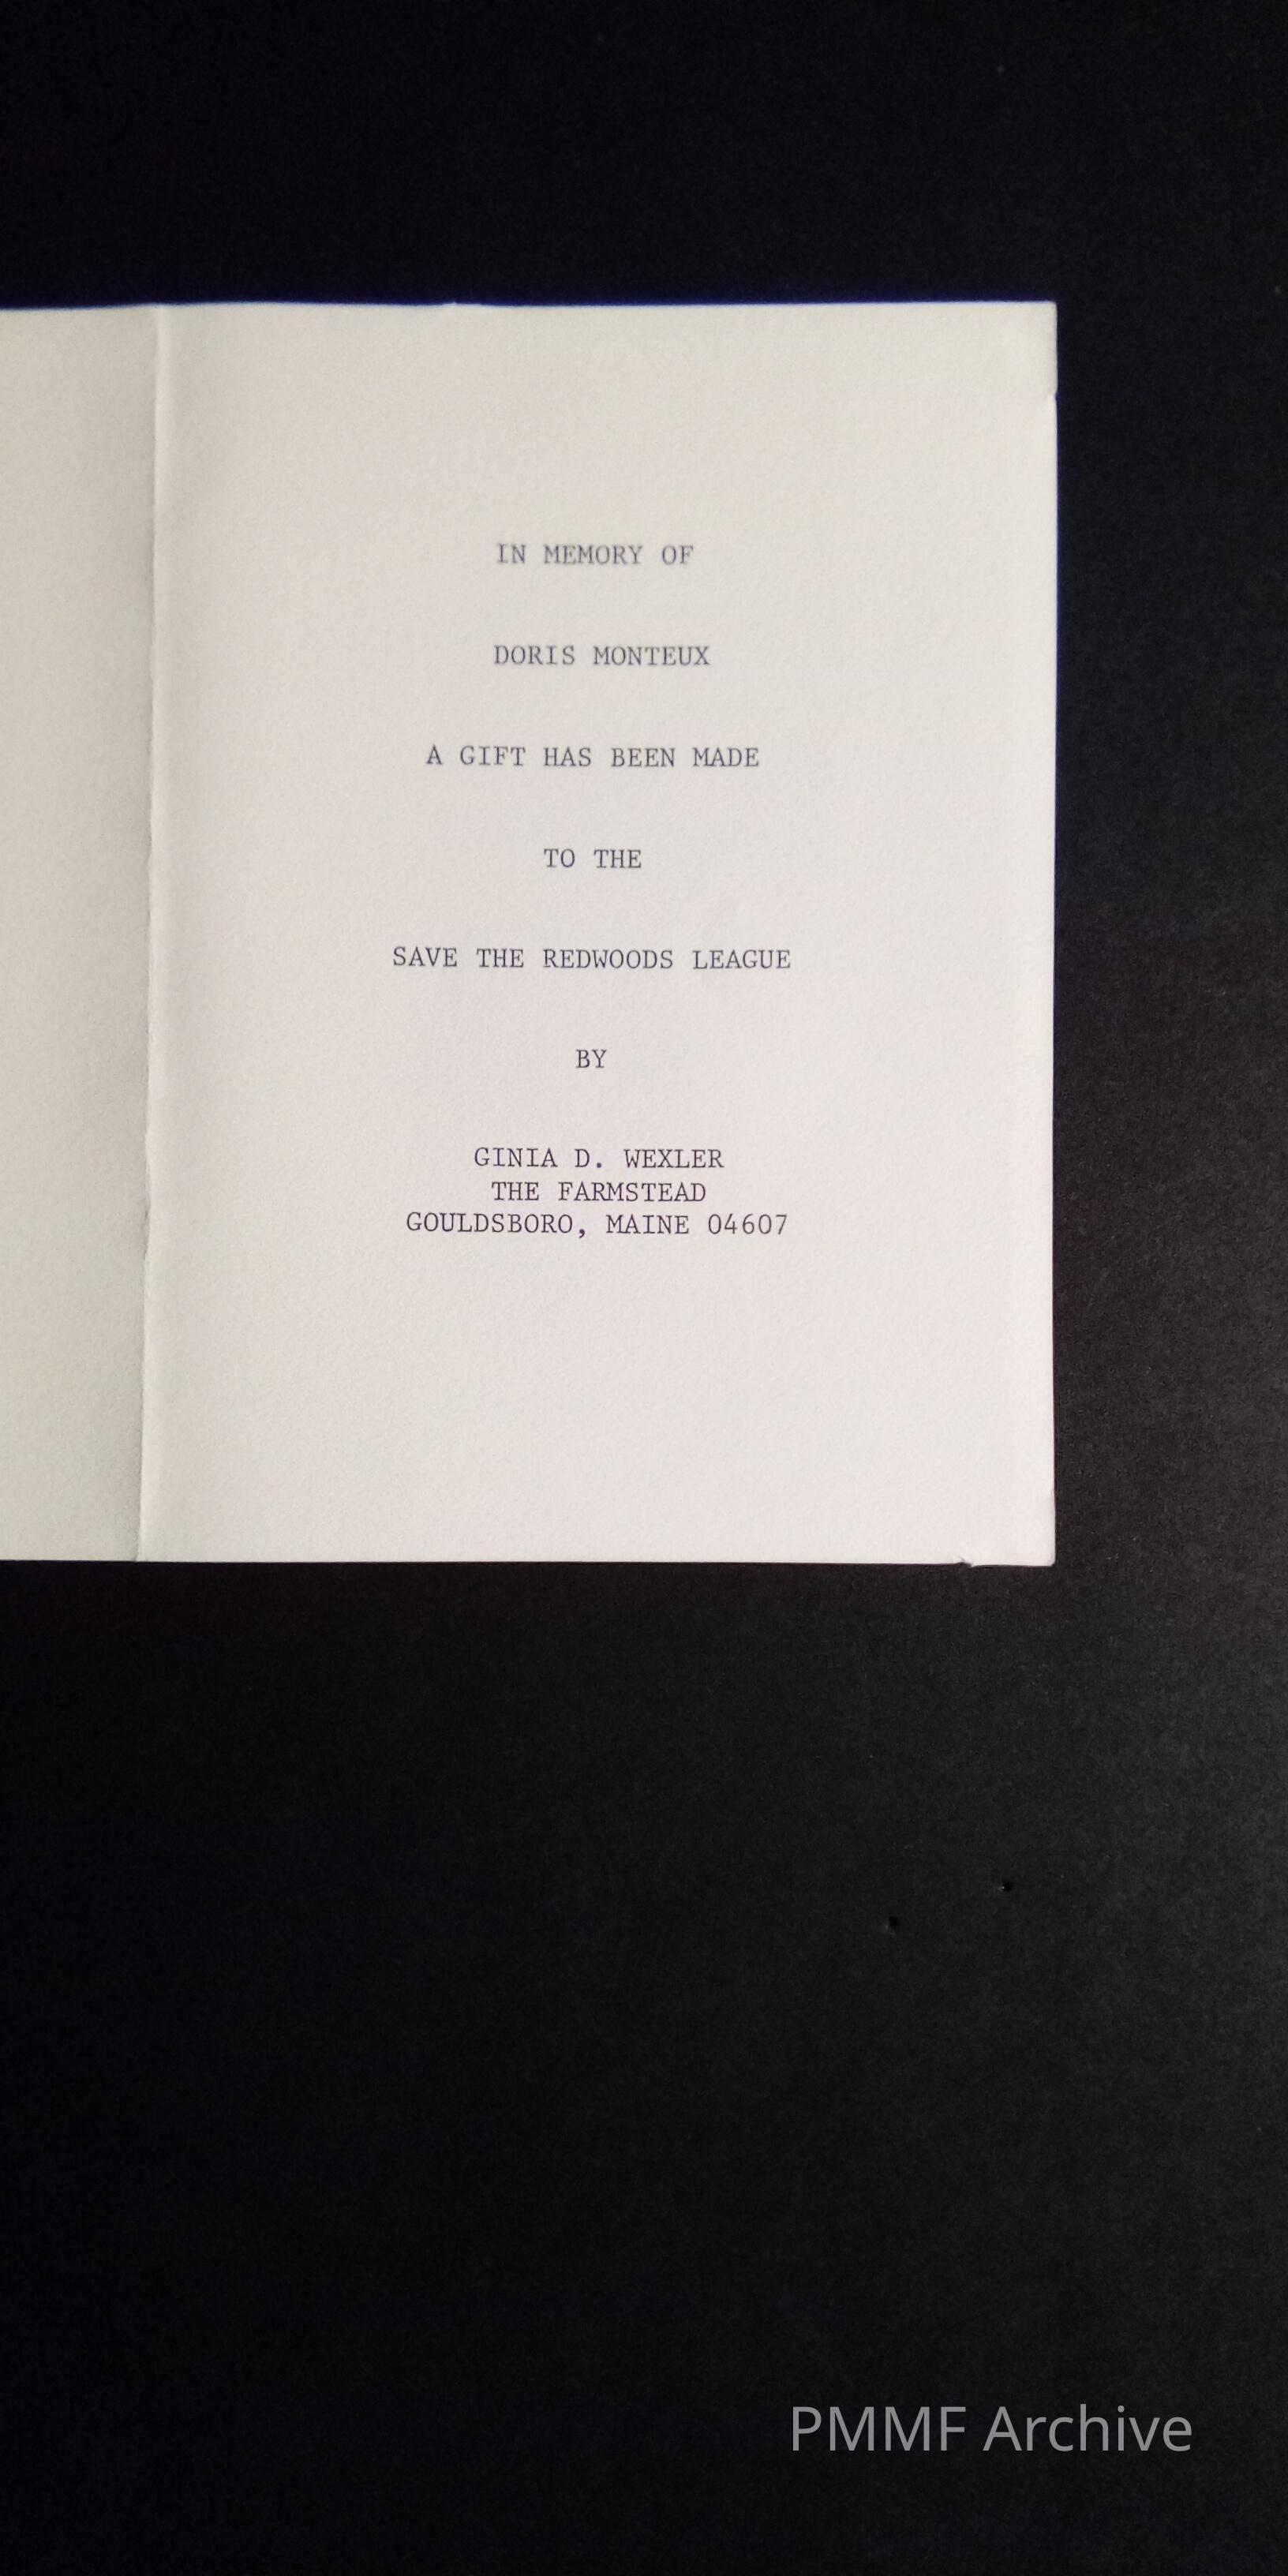 IN MEMORY OF
DORIS MONTEUX
A GIFT HAS BEEN MADE
TO THE
SAVE THE REDWOODS LEAGUE
BY
GINIA D. WEXLER
THE FARMSTEAD
GOULDSBORO, MAINE 04607
PMMF Archive